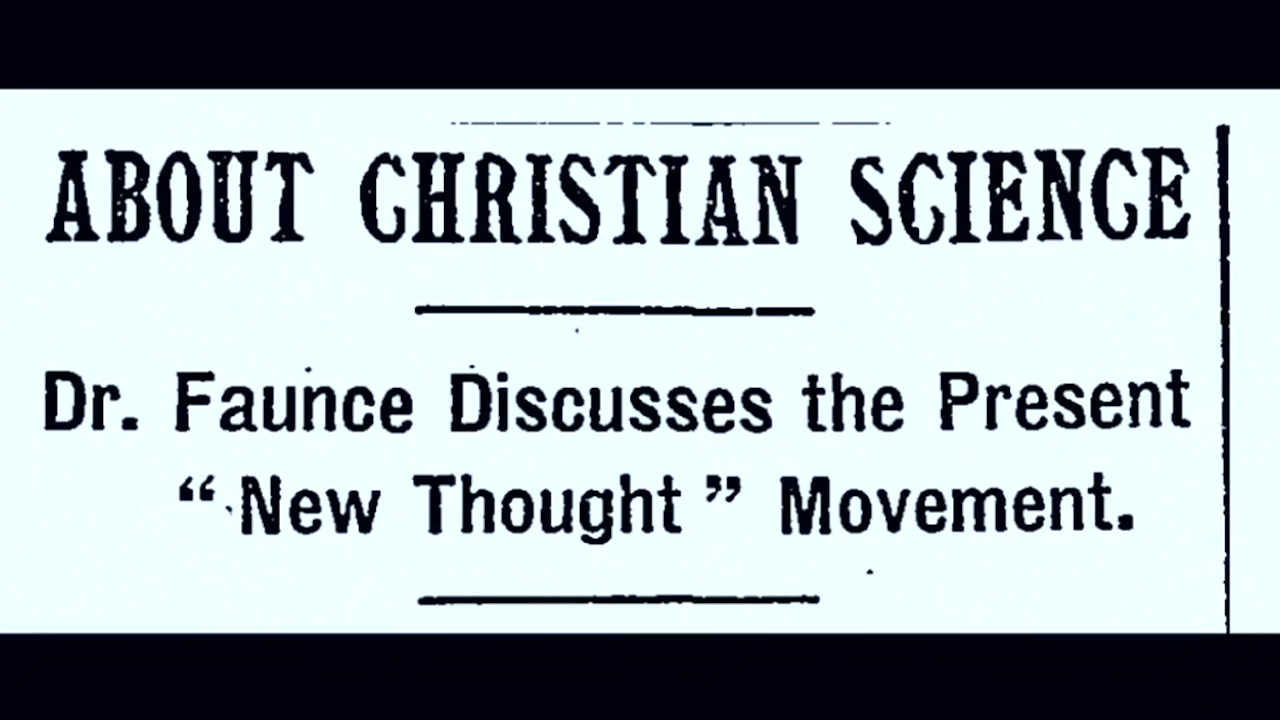 ABOUT CHRISTIAN SCIENCE
Dr. Faunce Discusses the Present
“ New Thought ” Movement.